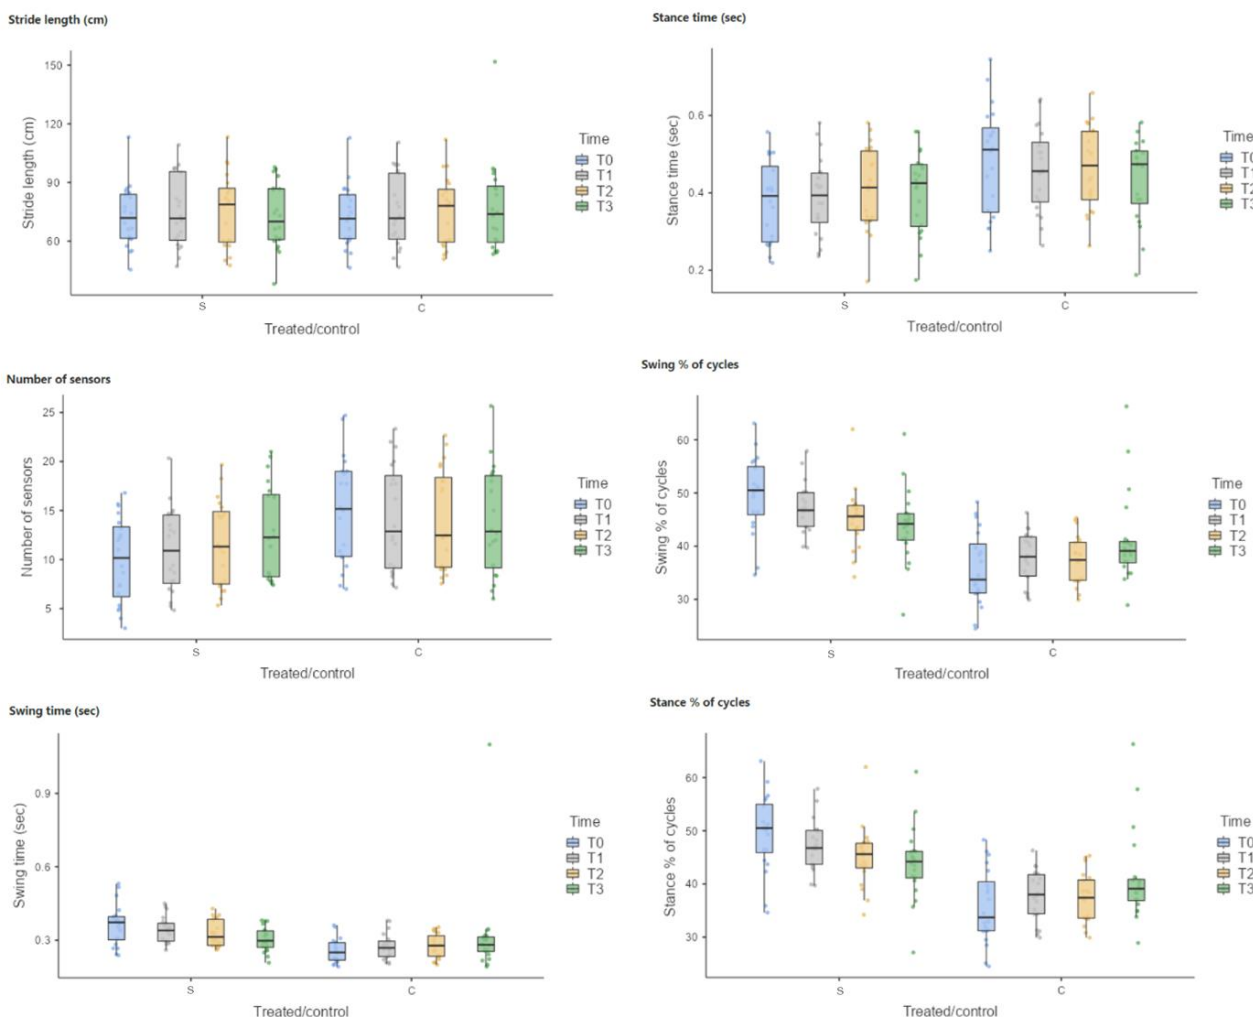 Stride length (cm)
Stride length (cm)
150
120
90
60
S
C
Treated/control
Time
T0
T1
T2
T3
Stance time (sec)
Stance time (sec)
0.6
0.4
0.2
S
C
Treated/control
Time
T0
T1
T2
T3
Number of sensors
Number of sensors
25
20
15
10
5
S
C
Treated/control
Time
T0
T1
T2
T3
Swing % of cycles
Swing % of cycles
60
50
40
30
S
C
Treated/control
Time
T0
T1
T2
T3
Swing time (sec)
Swing time (sec)
0.9
0.6
0.3
S
C
Treated/control
Time
T0
T1
T2
T3
Stance % of cycles
Stance % of cycles
60
50
40
30
S
C
Treated/control
Time
T0
T1
T2
T3